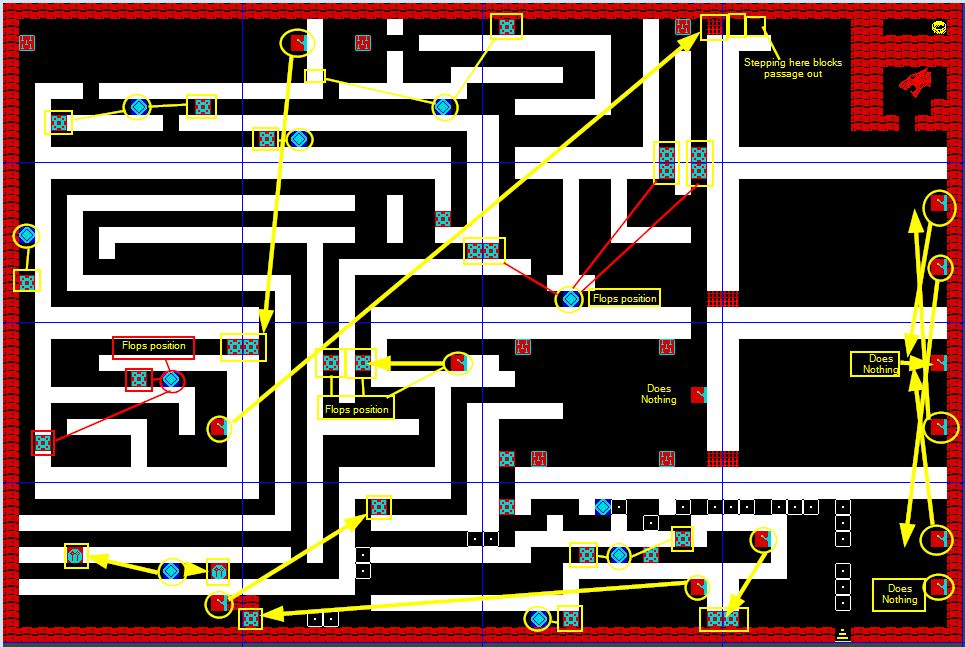 Stepping here blocks
passage out
Flops position
Flops position
Does
Nothing
Does
Nothing
Flops position
Does
Nothing